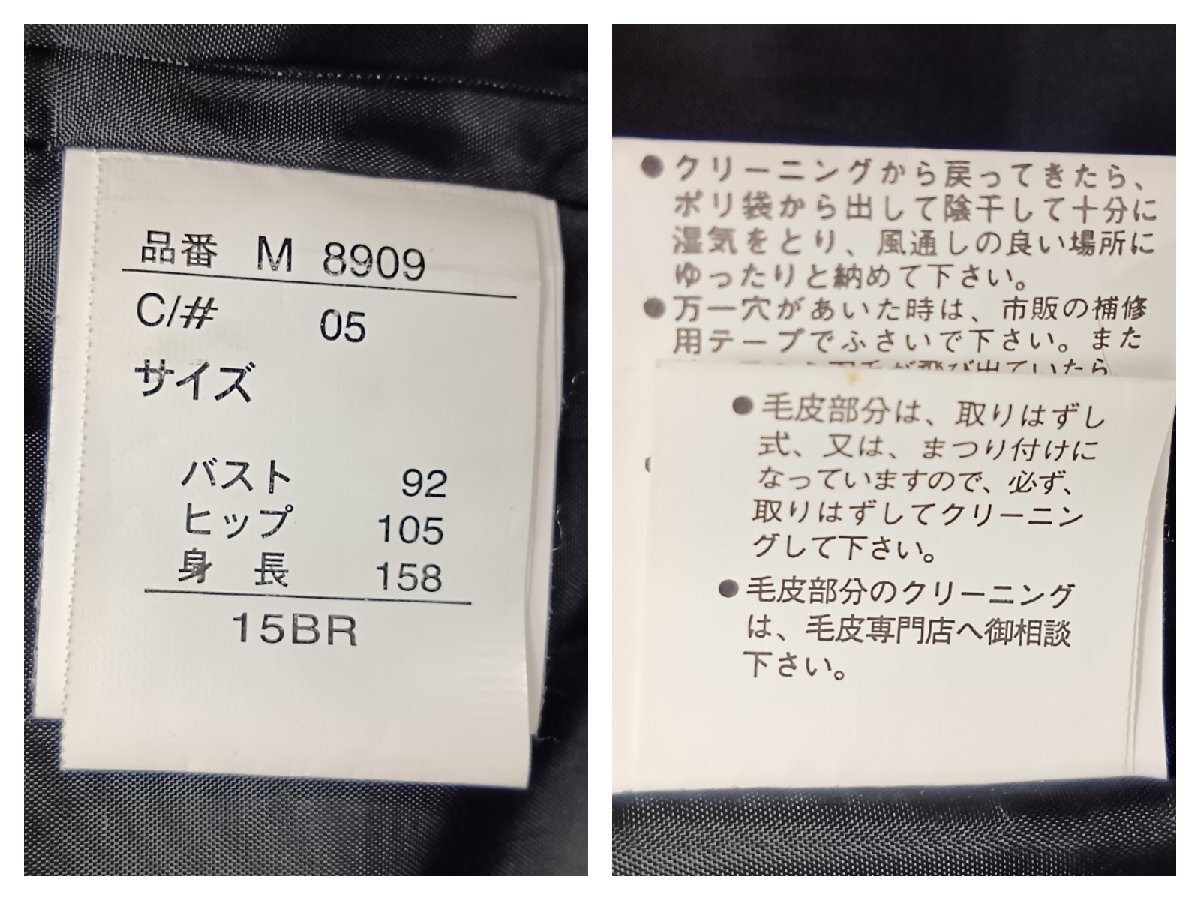 品番 M 8909
C/# 05
サイズ
バスト 92
ヒップ 105
身長 158
15BR
●クリーニングから戻ってきたら、
ポリ袋から出して陰干して十分に
湿気をとり、風通しの良い場所に
ゆったりと納めて下さい。
●万一穴があいた時は、市販の補修
用テープでふさいで下さい。また
が飛び出ていたら
●毛皮部分は、取りはずし
式、又は、まつり付けに
なっていますので、必ず、
取りはずしてクリーニン
グして下さい。
●毛皮部分のクリーニング
は、毛皮専門店へ御相談
下さい。